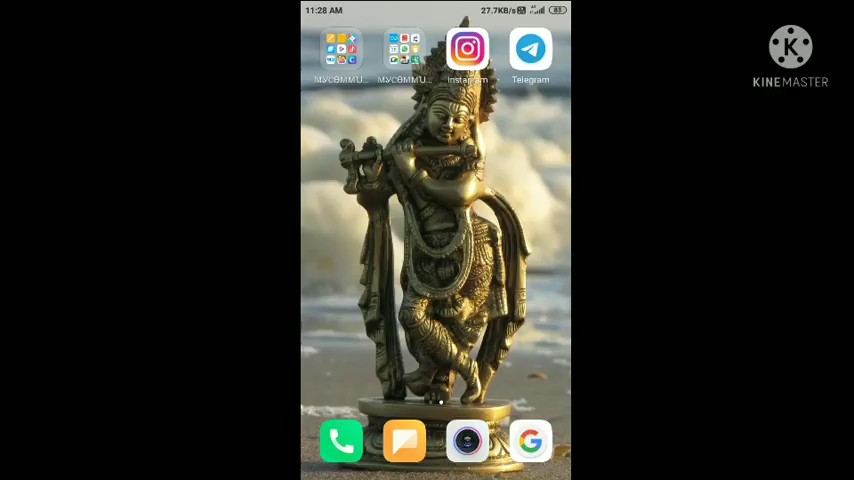 11:28 AM
27.7KB/s
83
Instagram
Telegram
K
KINEMASTER